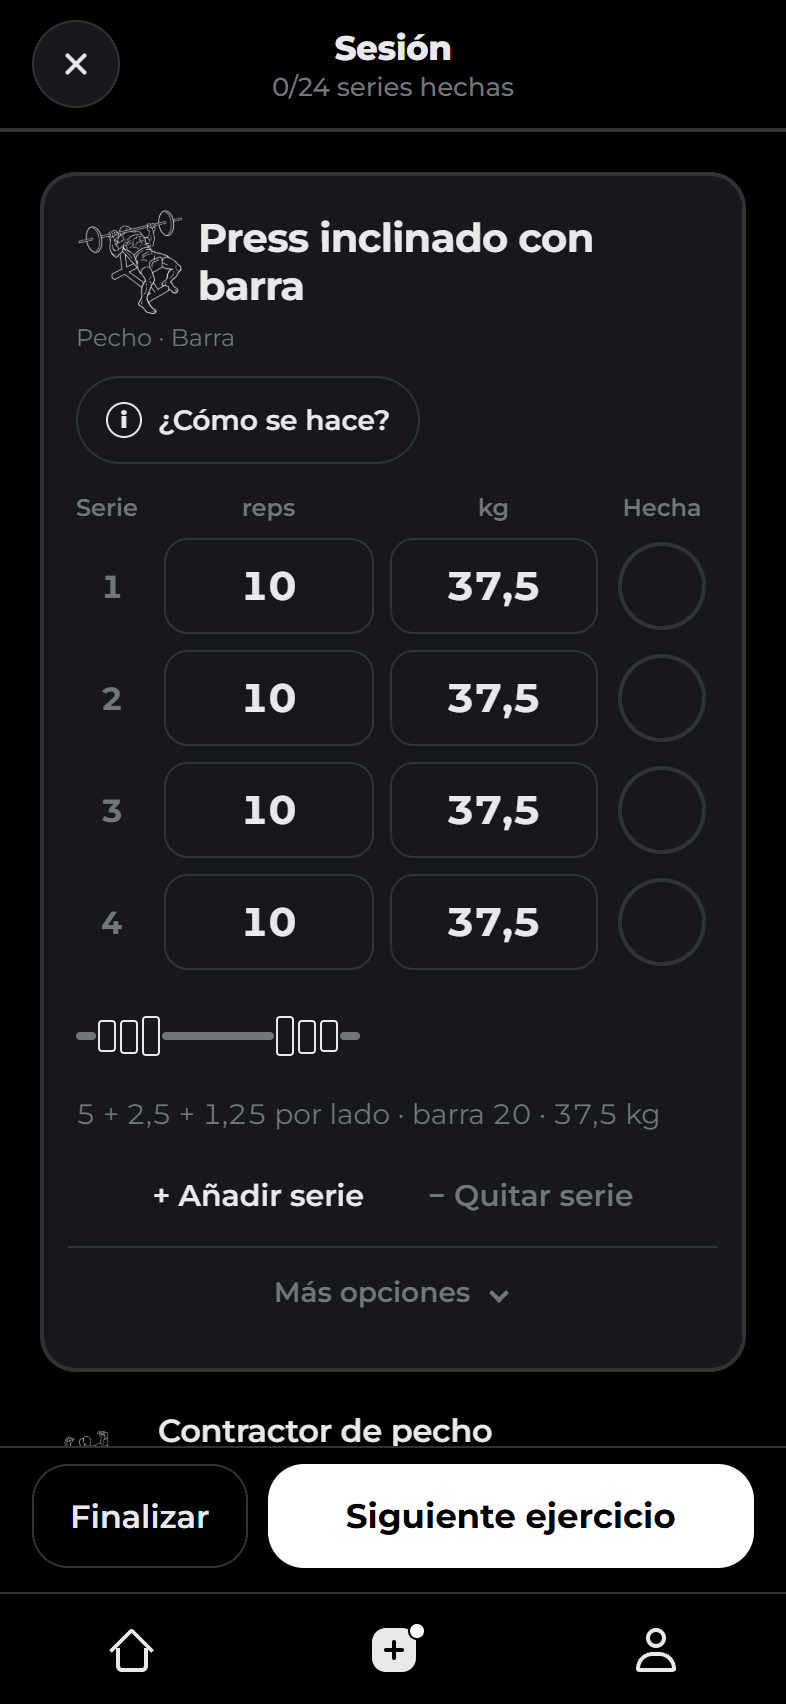 Sesión
0/24 series hechas
Press inclinado con
barra
Pecho · Barra
¿Cómo se hace?
Serie reps kg Hecha
1 10 37,5
2 10 37,5
3 10 37,5
4 10 37,5
5 + 2,5 + 1,25 por lado · barra 20 · 37,5 kg
+ Añadir serie − Quitar serie
Más opciones
Contractor de pecho
Finalizar Siguiente ejercicio